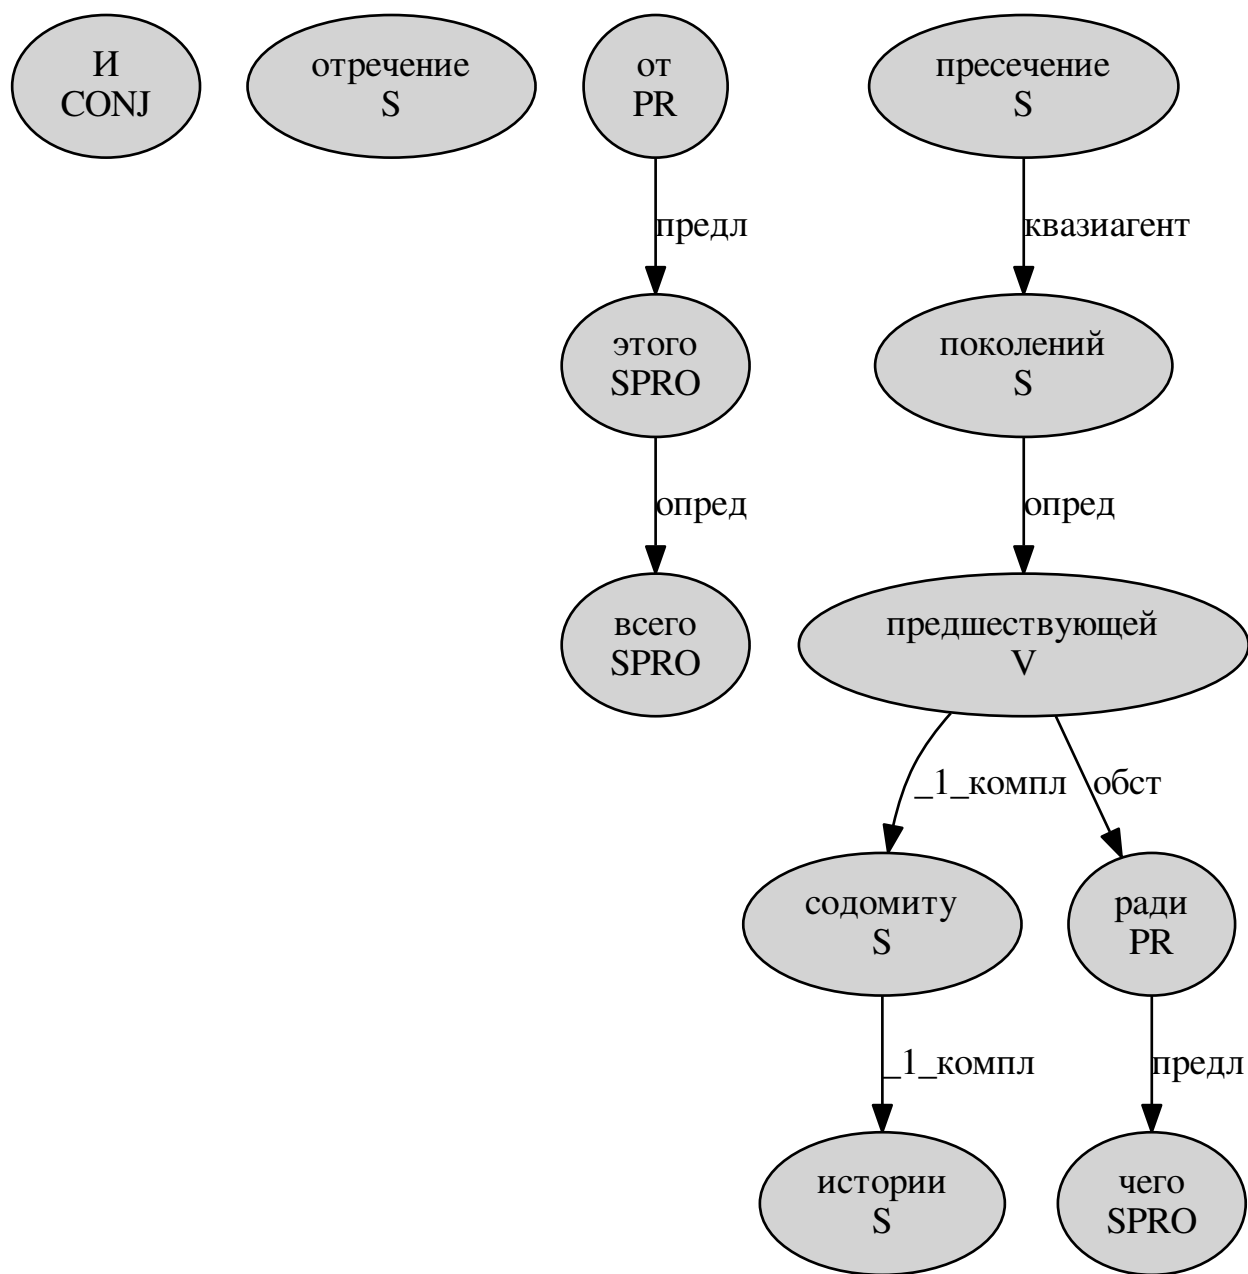 И
CONJ
отречение
S
от
PR
пресечение
S
предл
квазиагент
этого
SPRO
поколений
S
опред
опред
всего
SPRO
предшествующей
V
_1_компл
обст
содомиту
S
ради
PR
_1_компл
предл
истории
S
чего
SPRO